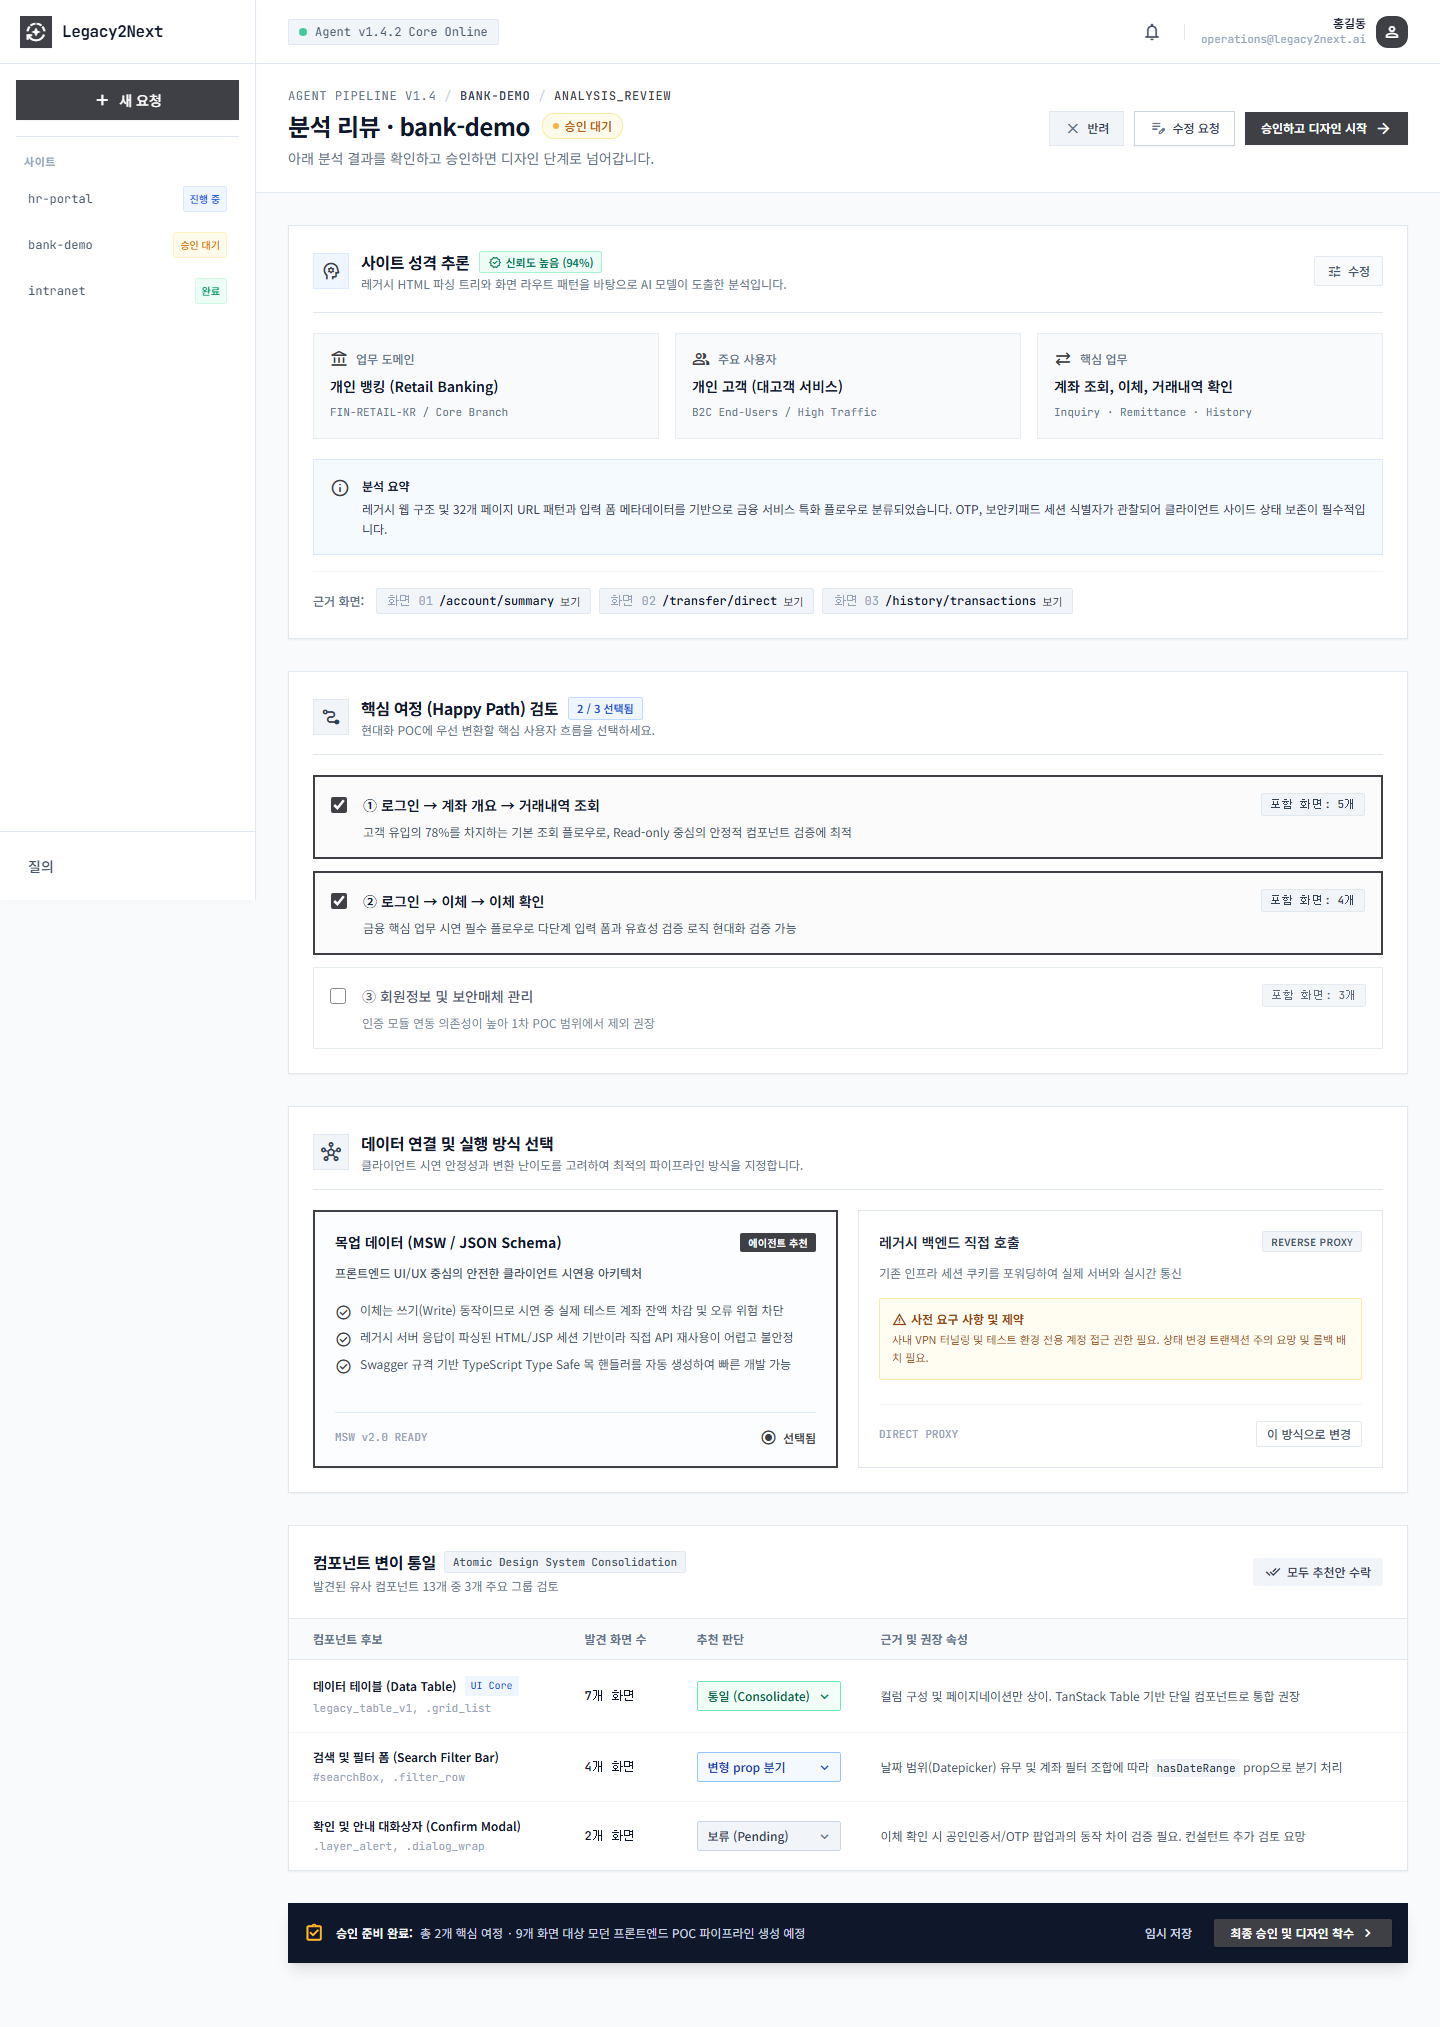 Legacy2Next
Agent v1.4.2 Core Online
홍길동
operations@legacy2next.ai
새 요청
사이트
hr-portal
진행 중
bank-demo
승인 대기
intranet
완료
질의
AGENT PIPELINE V1.4 / BANK-DEMO / ANALYSIS_REVIEW
분석 리뷰 · bank-demo
승인 대기
아래 분석 결과를 확인하고 승인하면 디자인 단계로 넘어갑니다.
반려
수정 요청
승인하고 디자인 시작
사이트 성격 추론
신뢰도 높음 (94%)
레거시 HTML 파싱 트리와 화면 라우트 패턴을 바탕으로 AI 모델이 도출한 분석입니다.
수정
업무 도메인
개인 뱅킹 (Retail Banking)
FIN-RETAIL-KR / Core Branch
주요 사용자
개인 고객 (대고객 서비스)
B2C End-Users / High Traffic
핵심 업무
계좌 조회, 이체, 거래내역 확인
Inquiry · Remittance · History
분석 요약
레거시 웹 구조 및 32개 페이지 URL 패턴과 입력 폼 메타데이터를 기반으로 금융 서비스 특화 플로우로 분류되었습니다. OTP, 보안키패드 세션 식별자가 관찰되어 클라이언트 사이드 상태 보존이 필수적입
니다.
근거 화면:
화면 01 /account/summary 보기
화면 02 /transfer/direct 보기
화면 03 /history/transactions 보기
핵심 여정 (Happy Path) 검토
2 / 3 선택됨
현대화 POC에 우선 변환할 핵심 사용자 흐름을 선택하세요.
① 로그인 → 계좌 개요 → 거래내역 조회
포함 화면: 5개
고객 유입의 78%를 차지하는 기본 조회 플로우로, Read-only 중심의 안정적 컴포넌트 검증에 최적
② 로그인 → 이체 → 이체 확인
포함 화면: 4개
금융 핵심 업무 시연 필수 플로우로 다단계 입력 폼과 유효성 검증 로직 현대화 검증 가능
③ 회원정보 및 보안매체 관리
포함 화면: 3개
인증 모듈 연동 의존성이 높아 1차 POC 범위에서 제외 권장
데이터 연결 및 실행 방식 선택
클라이언트 시연 안정성과 변환 난이도를 고려하여 최적의 파이프라인 방식을 지정합니다.
목업 데이터 (MSW / JSON Schema)
에이전트 추천
프론트엔드 UI/UX 중심의 안전한 클라이언트 시연용 아키텍처
이체는 쓰기(Write) 동작이므로 시연 중 실제 테스트 계좌 잔액 차감 및 오류 위험 차단
레거시 서버 응답이 파싱된 HTML/JSP 세션 기반이라 직접 API 재사용이 어렵고 불안정
Swagger 규격 기반 TypeScript Type Safe 목 핸들러를 자동 생성하여 빠른 개발 가능
MSW v2.0 READY
선택됨
레거시 백엔드 직접 호출
REVERSE PROXY
기존 인프라 세션 쿠키를 포워딩하여 실제 서버와 실시간 통신
사전 요구 사항 및 제약
사내 VPN 터널링 및 테스트 환경 전용 계정 접근 권한 필요. 상태 변경 트랜잭션 주의 요망 및 롤백 배
치 필요.
DIRECT PROXY
이 방식으로 변경
컴포넌트 변이 통일
Atomic Design System Consolidation
발견된 유사 컴포넌트 13개 중 3개 주요 그룹 검토
모두 추천안 수락
컴포넌트 후보
발견 화면 수
추천 판단
근거 및 권장 속성
데이터 테이블 (Data Table)
UI Core
legacy_table_v1, .grid_list
7개 화면
통일 (Consolidate)
컬럼 구성 및 페이지네이션만 상이. TanStack Table 기반 단일 컴포넌트로 통합 권장
검색 및 필터 폼 (Search Filter Bar)
#searchBox, .filter_row
4개 화면
변형 prop 분기
날짜 범위(Datepicker) 유무 및 계좌 필터 조합에 따라 hasDateRange prop으로 분기 처리
확인 및 안내 대화상자 (Confirm Modal)
.layer_alert, .dialog_wrap
2개 화면
보류 (Pending)
이체 확인 시 공인인증서/OTP 팝업과의 동작 차이 검증 필요. 컨설턴트 추가 검토 요망
승인 준비 완료: 총 2개 핵심 여정 · 9개 화면 대상 모던 프론트엔드 POC 파이프라인 생성 예정
임시 저장
최종 승인 및 디자인 착수